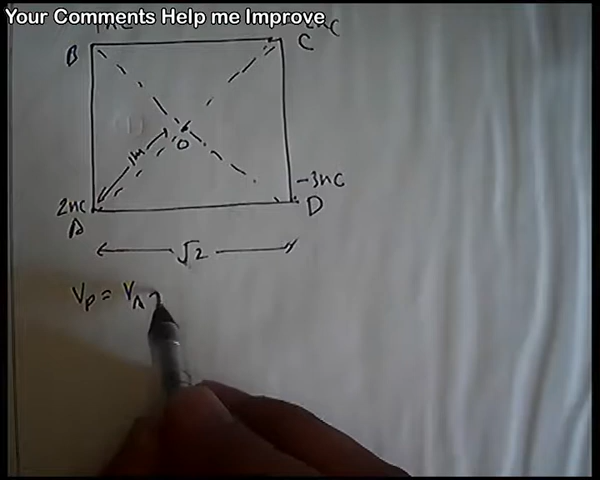 Your Comments Help me Improve
B
C
1m
O
-3nC
2nC
D
A
√2
Vp = VA